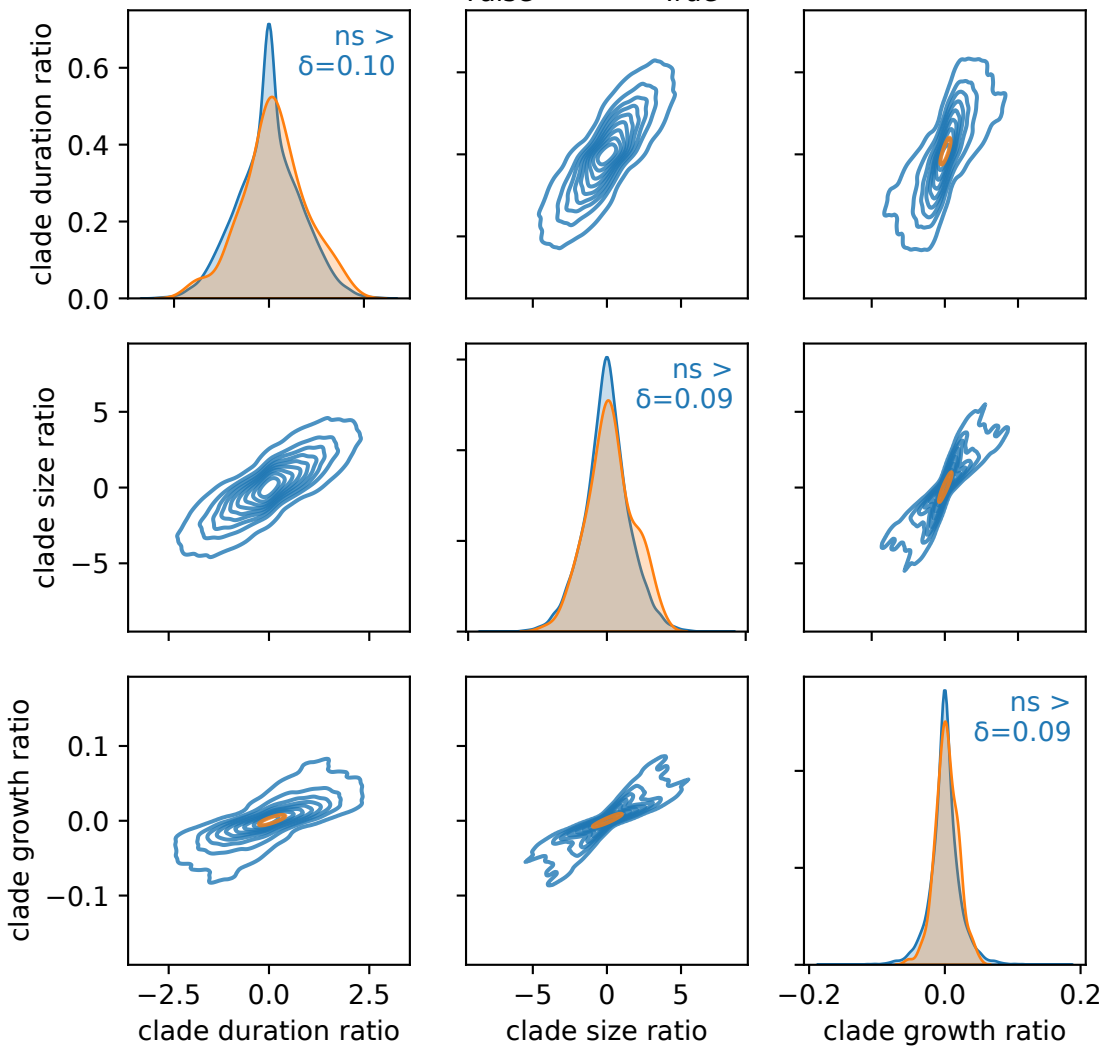 clade duration ratio
0.6
0.4
0.2
0.0
ns >
δ=0.10
clade size ratio
5
0
−5
ns >
δ=0.09
clade growth ratio
0.1
0.0
−0.1
ns >
δ=0.09
−2.5 0.0 2.5
−5 0 5
−0.2 0.0 0.2
clade duration ratio
clade size ratio
clade growth ratio